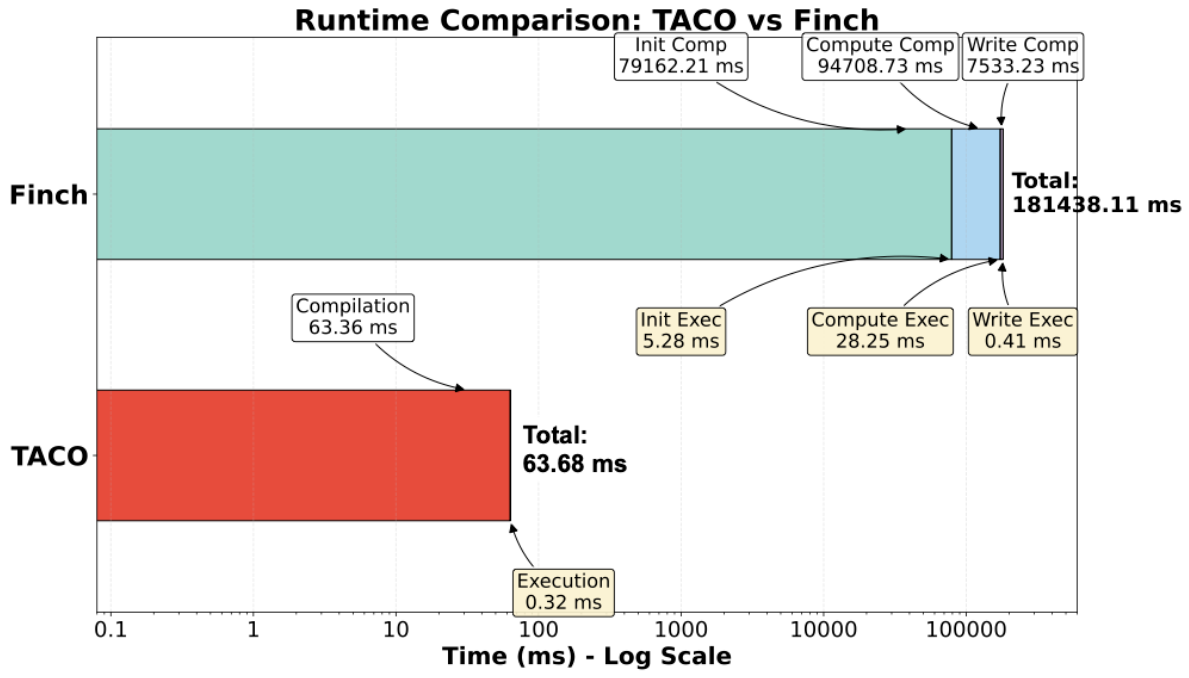 Runtime Comparison: TACO vs Finch
Init Comp
79162.21 ms
Compute Comp
94708.73 ms
Write Comp
7533.23 ms
Finch
Total:
181438.11 ms
Init Exec
5.28 ms
Compute Exec
28.25 ms
Write Exec
0.41 ms
Compilation
63.36 ms
TACO
Total:
63.68 ms
Execution
0.32 ms
0.1 1 10 100 1000 10000 100000
Time (ms) - Log Scale